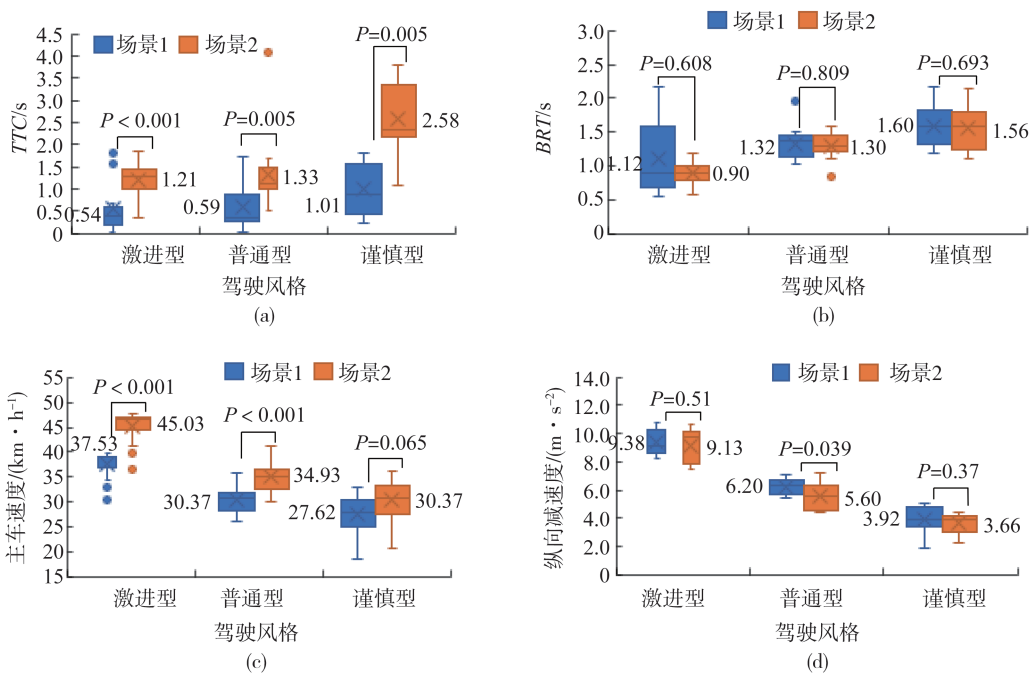 4.5
4.0
3.5
3.0
2.5
2.0
1.5
1.0
0.5
0
TTC/s
场景1 场景2
P＜0.001
P=0.005
P=0.005
0.54
1.21
0.59
1.33
1.01
2.58
激进型 普通型 谨慎型
驾驶风格
(a)
3.0
2.5
2.0
1.5
1.0
0.5
0
BRT/s
场景1 场景2
P=0.608
P=0.809
P=0.693
1.12
0.90
1.32
1.30
1.60
1.56
激进型 普通型 谨慎型
驾驶风格
(b)
55
50
45
40
35
30
25
20
15
主车速度/(km·h⁻¹)
场景1 场景2
P＜0.001
P＜0.001
P=0.065
37.53
45.03
30.37
34.93
27.62
30.37
激进型 普通型 谨慎型
驾驶风格
(c)
14.0
12.0
10.0
8.0
6.0
4.0
2.0
0
纵向减速度/(m·s⁻²)
场景1 场景2
P=0.51
P=0.039
P=0.37
9.38
9.13
6.20
5.60
3.92
3.66
激进型 普通型 谨慎型
驾驶风格
(d)